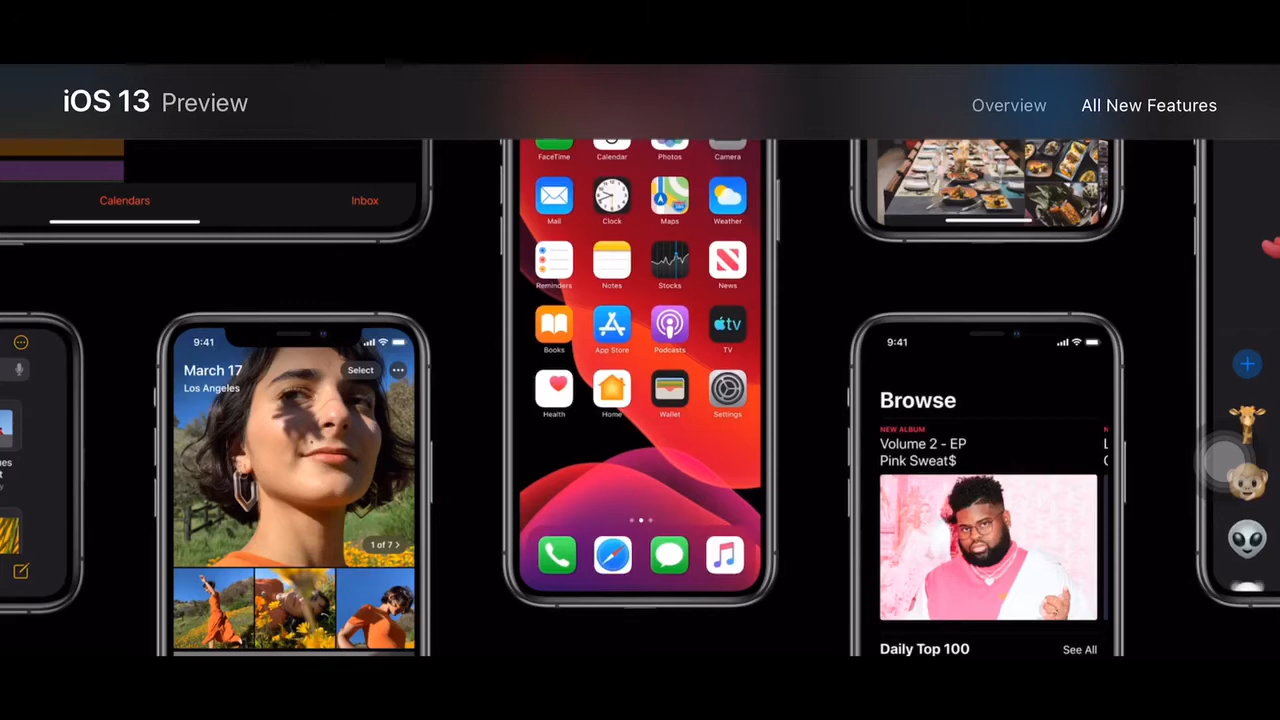 iOS 13 Preview
Overview
All New Features
Calendars
Inbox
FaceTime
Calendar
Photos
Camera
Mail
Clock
Maps
Weather
Reminders
Notes
Stocks
News
Books
App Store
Podcasts
tv
TV
Health
Home
Wallet
Settings
9:41
March 17
Los Angeles
Select
1 of 7 >
9:41
Browse
NEW ALBUM
Volume 2 - EP
Pink Sweat$
Daily Top 100
See All